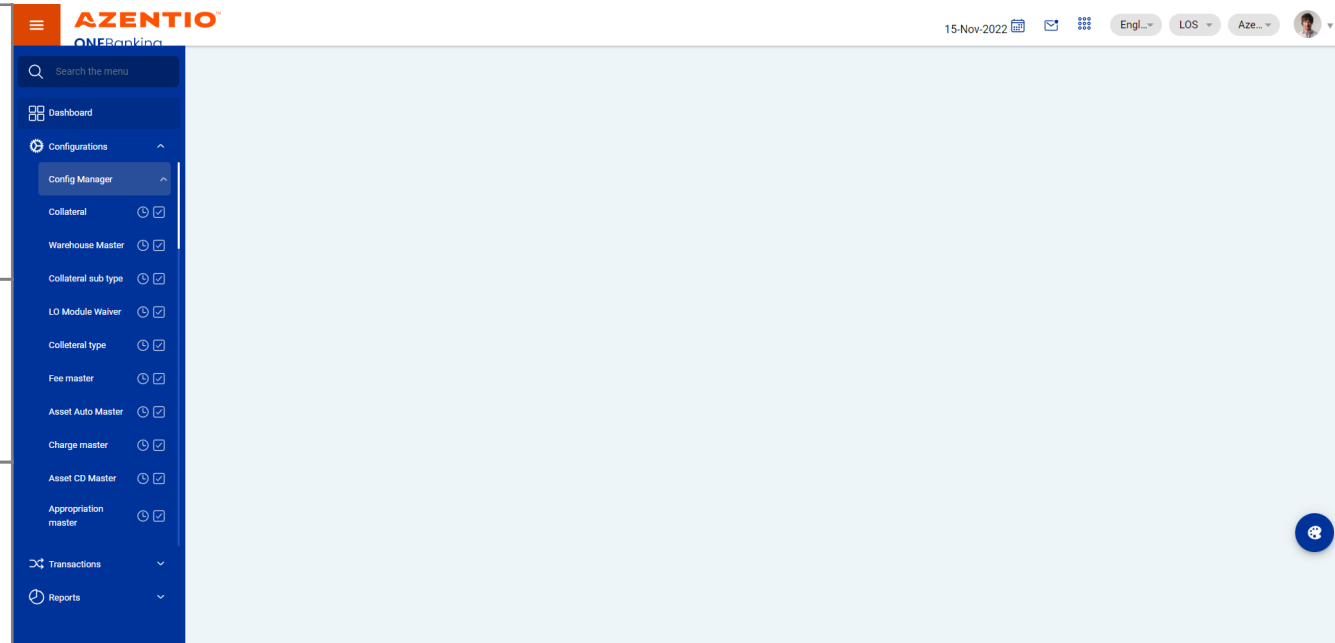 AZENTIO™
ONEBanking
15-Nov-2022
Engl...
LOS
Aze...
Search the menu
Dashboard
Configurations
Config Manager
Collateral
Warehouse Master
Collateral sub type
LO Module Waiver
Colleteral type
Fee master
Asset Auto Master
Charge master
Asset CD Master
Appropriation
master
Transactions
Reports